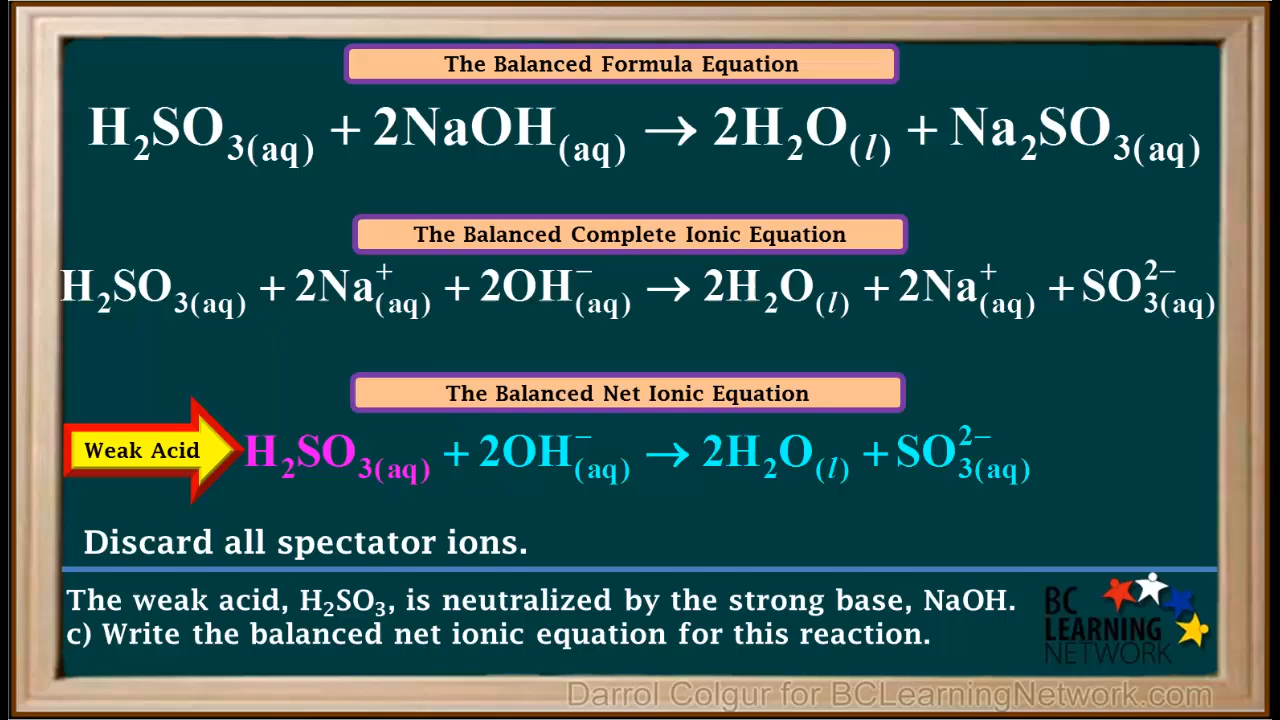 The Balanced Formula Equation
H₂SO₃(aq) + 2NaOH(aq) → 2H₂O(l) + Na₂SO₃(aq)
The Balanced Complete Ionic Equation
H₂SO₃(aq) + 2Na⁺(aq) + 2OH⁻(aq) → 2H₂O(l) + 2Na⁺(aq) + SO₃²⁻(aq)
The Balanced Net Ionic Equation
Weak Acid H₂SO₃(aq) + 2OH⁻(aq) → 2H₂O(l) + SO₃²⁻(aq)
Discard all spectator ions.
The weak acid, H₂SO₃, is neutralized by the strong base, NaOH.
c) Write the balanced net ionic equation for this reaction.
BC
LEARNING
NETWORK
Darrol Colgur for BCLearningNetwork.com